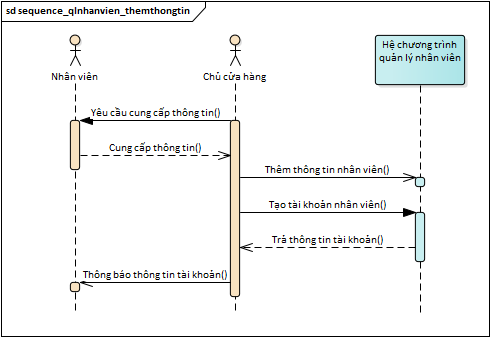 sd sequence_qlnhanvien_themthongtin
Nhân viên
Chủ cửa hàng
Hệ chương trình
quản lý nhân viên
Yêu cầu cung cấp thông tin()
Cung cấp thông tin()
Thêm thông tin nhân viên()
Tạo tài khoản nhân viên()
Trả thông tin tài khoản()
Thông báo thông tin tài khoản()